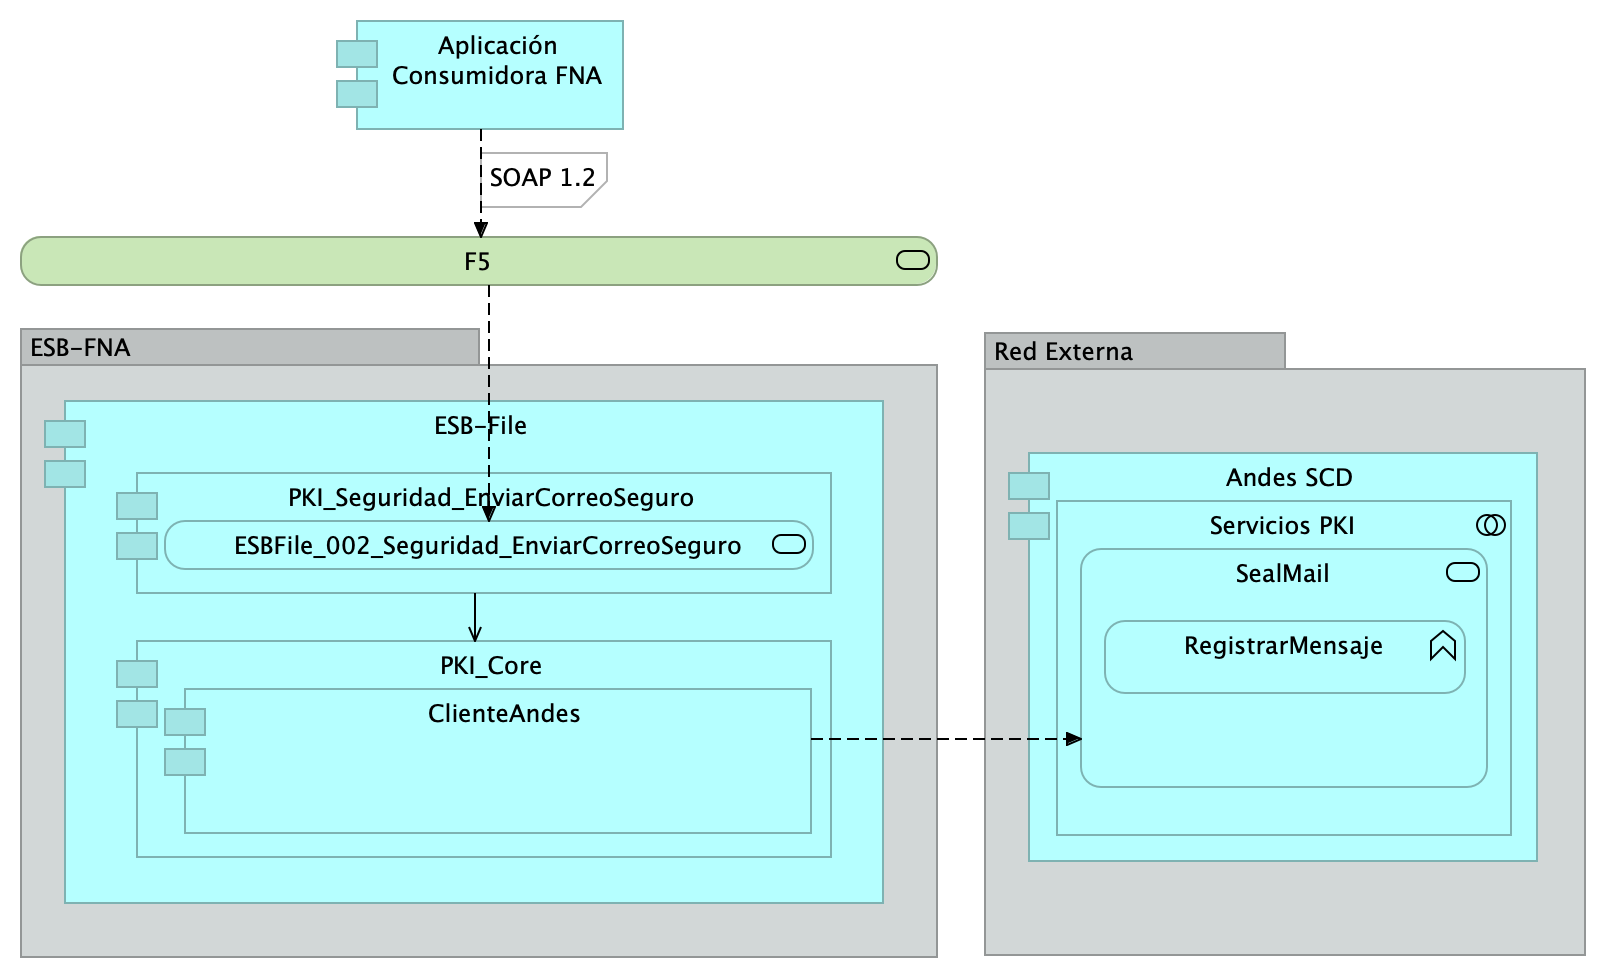 Aplicación
Consumidora FNA
SOAP 1.2
F5
ESB-FNA
ESB-File
PKI_Seguridad_EnviarCorreoSeguro
ESBFile_002_Seguridad_EnviarCorreoSeguro
PKI_Core
ClienteAndes
Red Externa
Andes SCD
Servicios PKI
SealMail
RegistrarMensaje